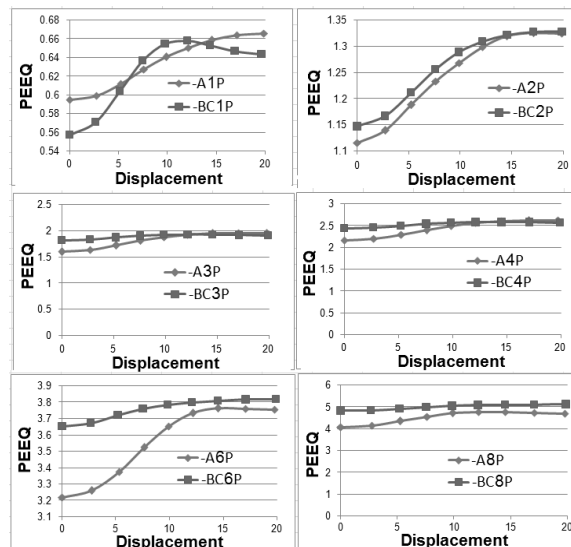 0.68
0.66
0.64
0.62
0.6
0.58
0.56
0.54
PEEQ
-A1P
-BC1P
0 5 10 15 20
Displacement
1.35
1.3
1.25
1.2
1.15
1.1
PEEQ
-A2P
-BC2P
0 5 10 15 20
Displacement
2.5
2
1.5
1
0.5
0
PEEQ
-A3P
-BC3P
0 5 10 15 20
Displacement
3
2.5
2
1.5
1
0.5
0
PEEQ
-A4P
-BC4P
0 5 10 15 20
Displacement
3.9
3.8
3.7
3.6
3.5
3.4
3.3
3.2
3.1
PEEQ
-A6P
-BC6P
0 5 10 15 20
Displacement
6
5
4
3
2
1
0
PEEQ
-A8P
-BC8P
0 5 10 15 20
Displacement